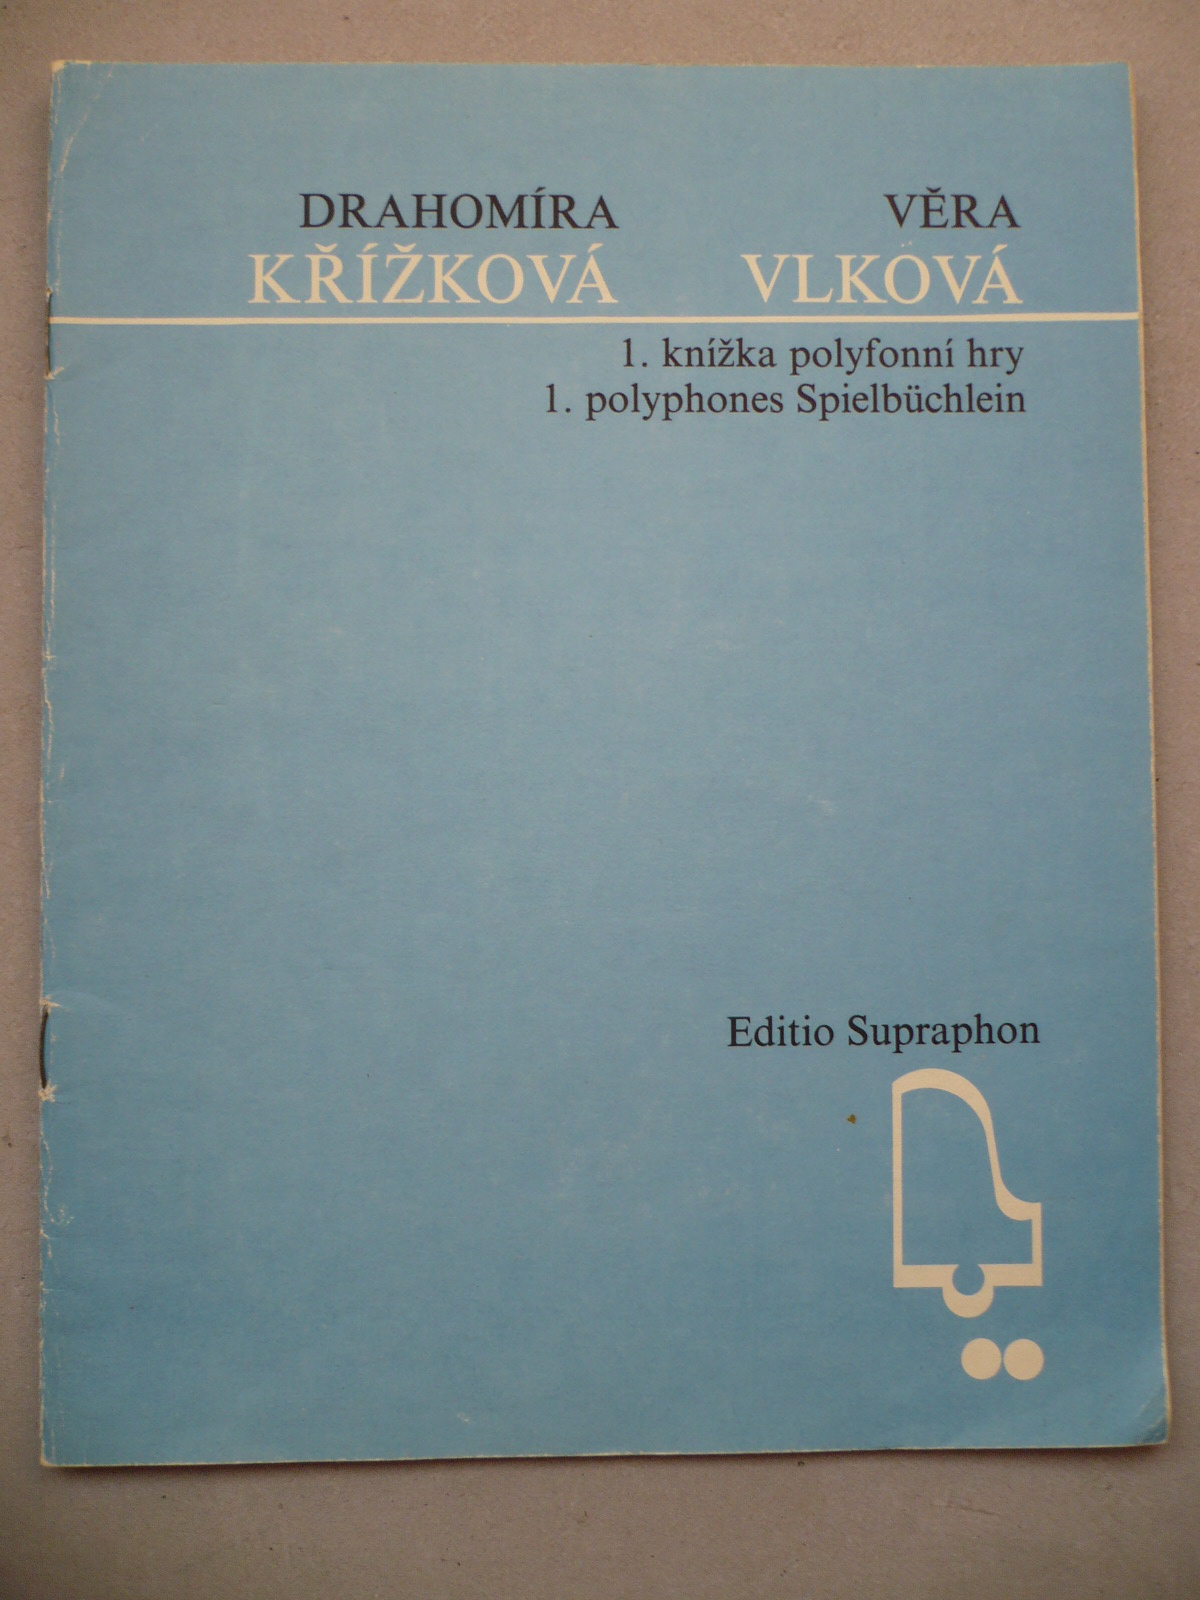 DRAHOMÍRA VĚRA
KŘÍŽKOVÁ VLKOVÁ
1. knížka polyfonní hry
1. polyphones Spielbüchlein
Editio Supraphon